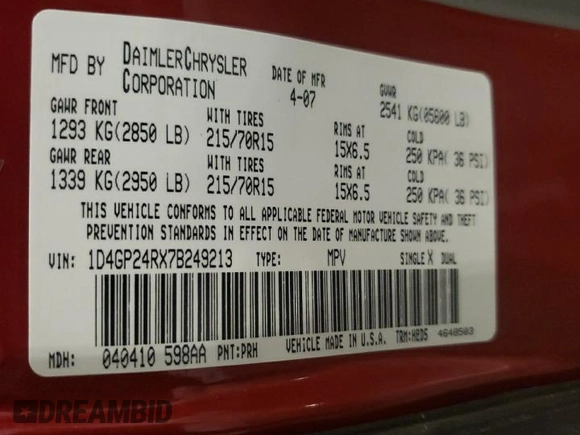 MFD BY DAIMLERCHRYSLER CORPORATION DATE OF MFR 4-07 GVWR 2541 KG(05600 LB)
GAWR FRONT WITH TIRES RIMS AT COLD
1293 KG(2850 LB) 215/70R15 15X6.5 250 KPA( 36 PSI)
GAWR REAR WITH TIRES RIMS AT COLD
1339 KG(2950 LB) 215/70R15 15X6.5 250 KPA( 36 PSI)
THIS VEHICLE CONFORMS TO ALL APPLICABLE FEDERAL MOTOR VEHICLE SAFETY AND THEFT
PREVENTION STANDARDS IN EFFECT ON THE DATE OF MANUFACTURE SHOWN ABOVE.
VIN: 1D4GP24RX7B249213 TYPE: MPV SINGLE X DUAL
VEHICLE MADE IN U.S.A. TRM:H8D5 4648503
MDH: 040410 598AA PNT:PRH
DREAMBID